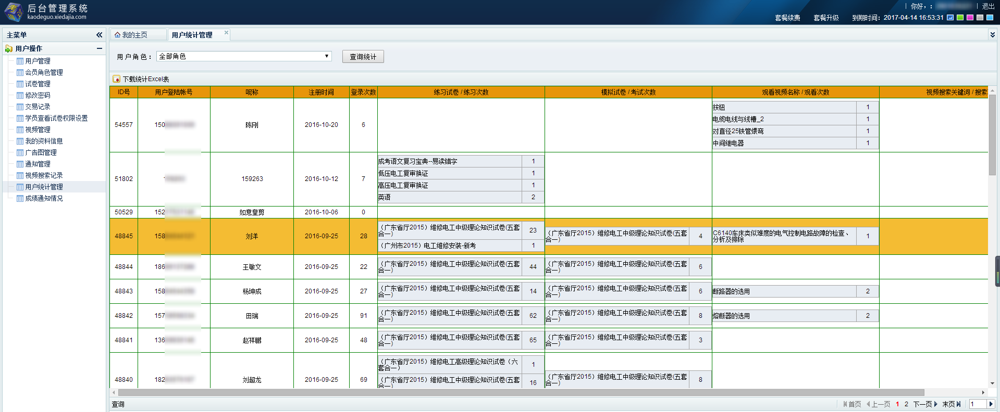 后台管理系统
kaodeguo.xiedajia.com
你好，：
退出
套餐续费 套餐升级 到期时间：2017-04-14 16:53:31
主菜单
用户操作
用户管理
会员角色管理
试卷管理
修改密码
交易记录
学员查看试卷权限设置
视频管理
我的资料信息
广告图管理
通知管理
视频搜索记录
用户统计管理
成绩通知情况
我的主页 用户统计管理
用户角色： 全部角色 查询统计
下载统计Excel表
ID号 用户登陆帐号 昵称 注册时间 登录次数 练习试卷 / 练习次数 模拟试卷 / 考试次数 观看视频名称 / 观看次数 视频搜索关键词 / 搜索
54557 150 陈刚 2016-10-20 6
按钮 1
电缆电线与线槽_2 1
对直径25铁管煨弯 1
中间继电器 1
51802 159263 2016-10-12 7
成考语文复习宝典--易读错字 1
低压电工复审换证 1
高压电工复审换证 1
英语 2
50529 152 如意皇剪 2016-10-06 0
48845 158 刘洋 2016-09-25 28
（广东省厅2015）维修电工中级理论知识试卷(五套
合一） 23
（广州市2015）电工维修安装-新考 1
（广东省厅2015）维修电工中级理论知识试卷(五套
合一） 4
C6140车床类似难度的电气控制电路故障的检查、
分析及排除 1
48844 186 王敏文 2016-09-25 22
（广东省厅2015）维修电工中级理论知识试卷(五套
合一） 44
（广东省厅2015）维修电工中级理论知识试卷(五套
合一） 6
48843 158 杨坤成 2016-09-25 27
（广东省厅2015）维修电工中级理论知识试卷(五套
合一） 14
（广东省厅2015）维修电工中级理论知识试卷(五套
合一） 6
断路器的选用 2
48842 157 田瑞 2016-09-25 91
（广东省厅2015）维修电工中级理论知识试卷(五套
合一） 62
（广东省厅2015）维修电工中级理论知识试卷(五套
合一） 8
熔断器的选用 2
48841 136 赵祥鹏 2016-09-25 48
（广东省厅2015）维修电工中级理论知识试卷(五套
合一） 65
（广东省厅2015）维修电工中级理论知识试卷(五套
合一） 3
48840 182 刘超龙 2016-09-25 69
（广东省厅2015）维修电工高级理论知识试卷（六
套合一） 1
（广东省厅2015）维修电工中级理论知识试卷(五套
合一） 16
（广东省厅2015）维修电工中级理论知识试卷(五套
合一） 8
查询
首页 上一页 1 2 下一页 末页 1